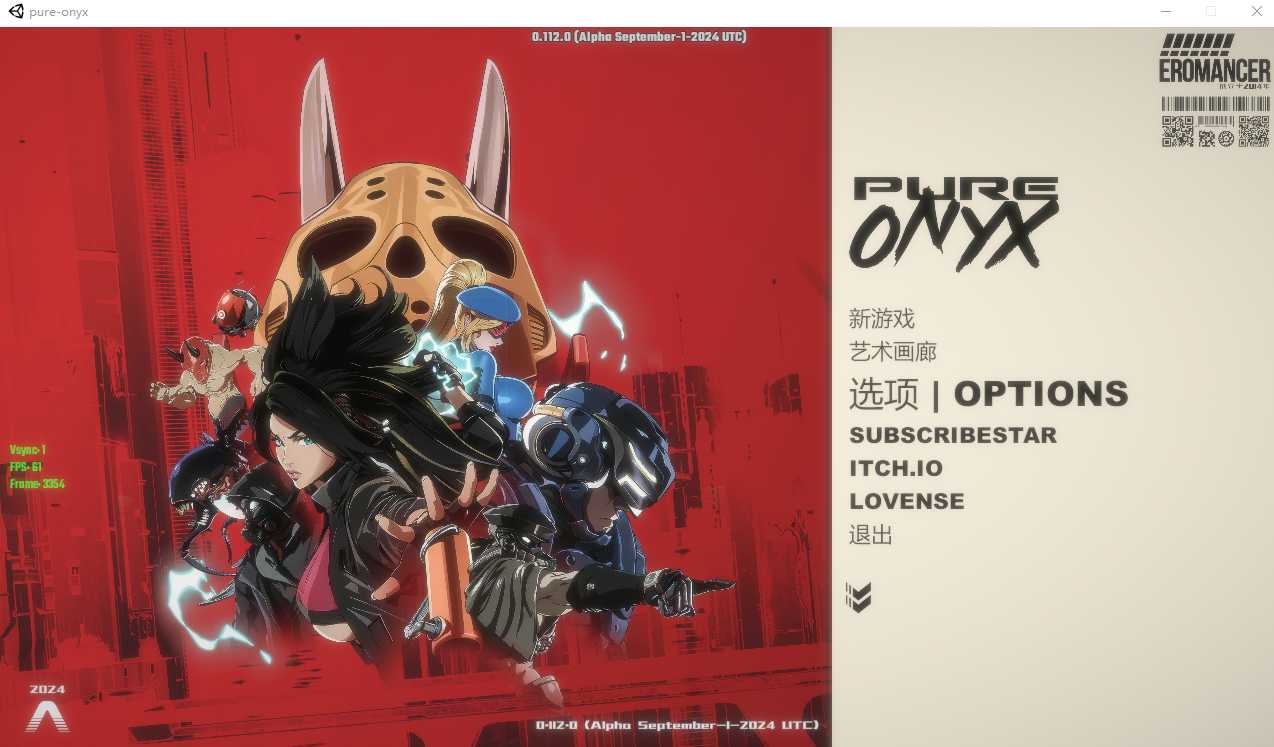 pure-onyx
0.112.0 (Alpha September-1-2024 UTC)
EROMANCER
PURE
ONYX
新游戏
艺术画廊
选项 | OPTIONS
SUBSCRIBESTAR
ITCH.IO
LOVENSE
退出
Vsync: 1
FPS: 61
Frame: 3354
2024
0.112.0 (Alpha September-1-2024 UTC)